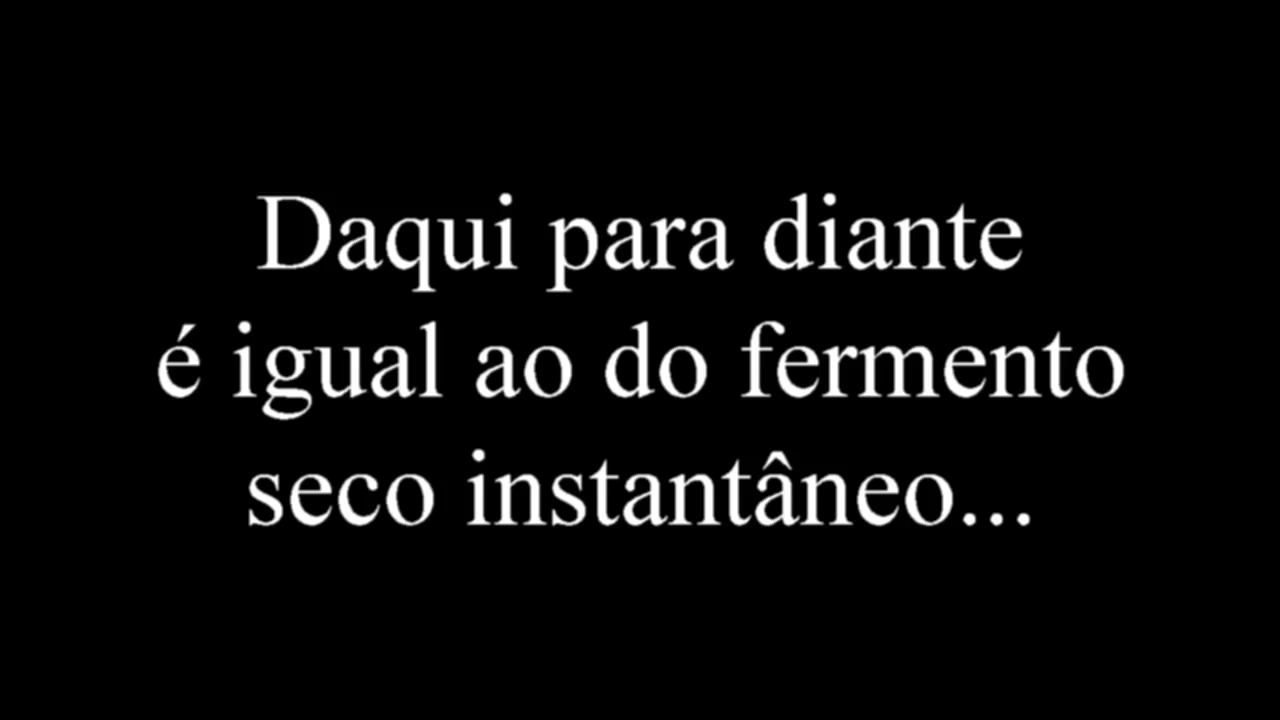 Daqui para diante
é igual ao do fermento
seco instantâneo...